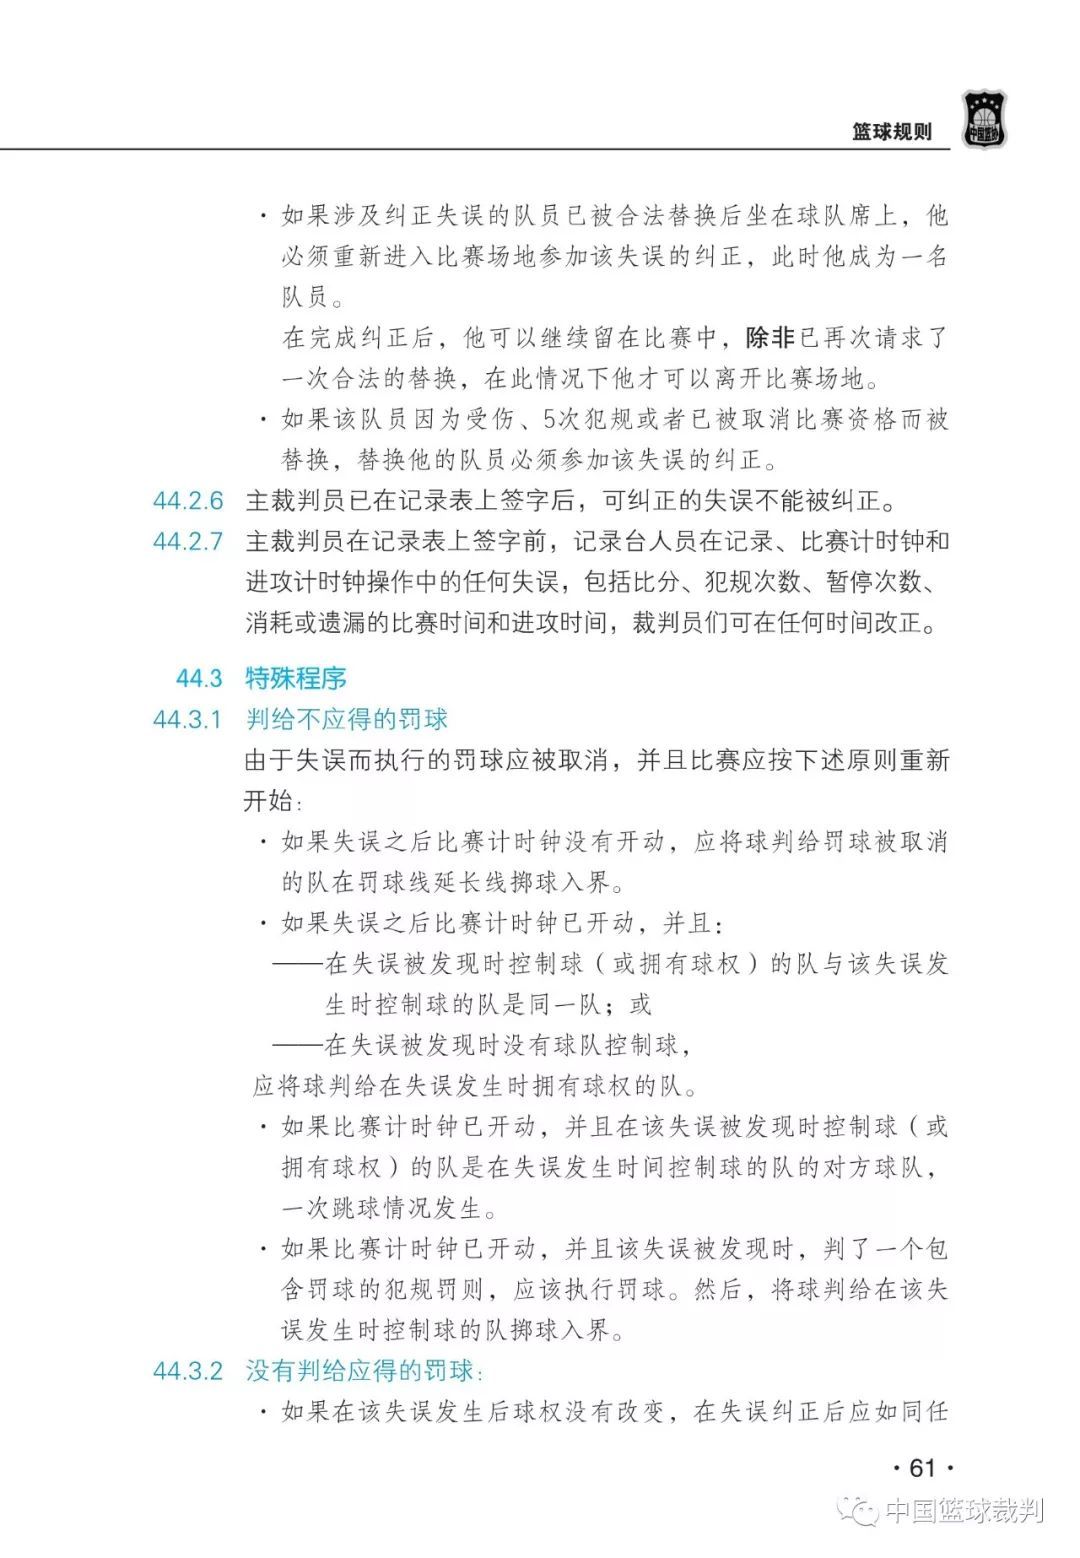 篮球规则
中国篮协
· 如果涉及纠正失误的队员已被合法替换后坐在球队席上，他
必须重新进入比赛场地参加该失误的纠正，此时他成为一名
队员。
在完成纠正后，他可以继续留在比赛中，除非已再次请求了
一次合法的替换，在此情况下他才可以离开比赛场地。
· 如果该队员因为受伤、5次犯规或者已被取消比赛资格而被
替换，替换他的队员必须参加该失误的纠正。
44.2.6 主裁判员已在记录表上签字后，可纠正的失误不能被纠正。
44.2.7 主裁判员在记录表上签字前，记录台人员在记录、比赛计时钟和
进攻计时钟操作中的任何失误，包括比分、犯规次数、暂停次数、
消耗或遗漏的比赛时间和进攻时间，裁判员们可在任何时间改正。
44.3 特殊程序
44.3.1 判给不应得的罚球
由于失误而执行的罚球应被取消，并且比赛应按下述原则重新
开始：
· 如果失误之后比赛计时钟没有开动，应将球判给罚球被取消
的队在罚球线延长线掷球入界。
· 如果失误之后比赛计时钟已开动，并且：
——在失误被发现时控制球（或拥有球权）的队与该失误发
生时控制球的队是同一队；或
——在失误被发现时没有球队控制球，
应将球判给在失误发生时拥有球权的队。
· 如果比赛计时钟已开动，并且在该失误被发现时控制球（或
拥有球权）的队是在失误发生时间控制球的队的对方球队，
一次跳球情况发生。
· 如果比赛计时钟已开动，并且该失误被发现时，判了一个包
含罚球的犯规罚则，应该执行罚球。然后，将球判给在该失
误发生时控制球的队掷球入界。
44.3.2 没有判给应得的罚球：
· 如果在该失误发生后球权没有改变，在失误纠正后应如同任
· 61 ·
中国篮球裁判